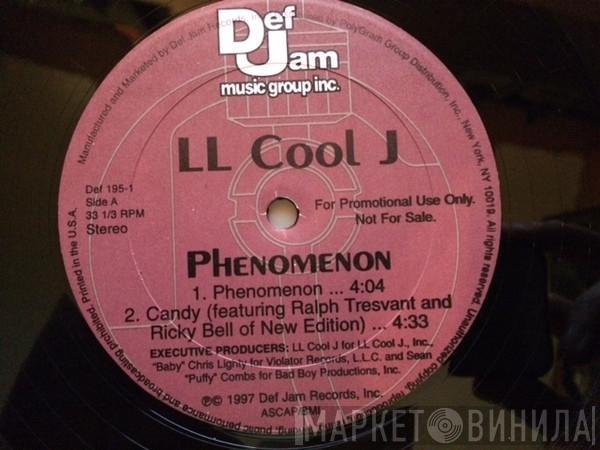 Def
Jam
music group inc.
LL Cool J
Def 195-1
Side A
33 1/3 RPM
Stereo
For Promotional Use Only.
Not For Sale.
PHENOMENON
1. Phenomenon ... 4:04
2. Candy (featuring Ralph Tresvant and
Ricky Bell of New Edition) ... 4:33
EXECUTIVE PRODUCERS: LL Cool J for LL Cool J., Inc.,
"Baby" Chris Lighty for Violator Records, L.L.C. and Sean
"Puffy" Combs for Bad Boy Productions, Inc.
℗© 1997 Def Jam Records, Inc.
ASCAP/BMI
Manufactured and Marketed by Def Jam Records, by PolyGram Group Distribution, Inc., New York, NY 10019. All rights reserved. Unauthorized copying, public performance and broadcasting prohibited. Printed in the U.S.A.
МАРКЕТ ВИНИЛА